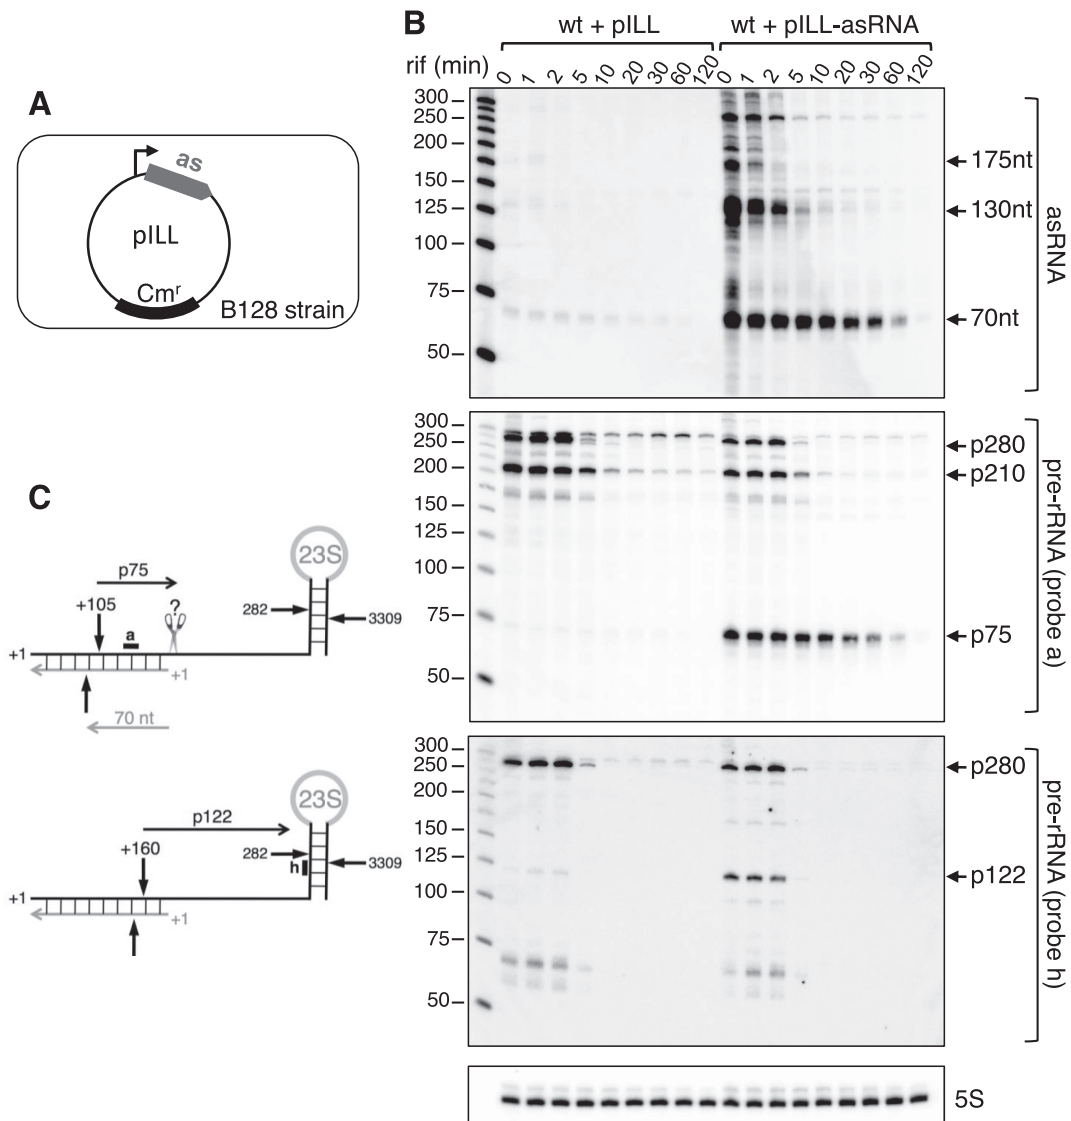 A
as
pILL
Cmʳ
B128 strain
B
wt + pILL
wt + pILL-asRNA
rif (min)
0 1 2 5 10 20 30 60 120 0 1 2 5 10 20 30 60 120
300
250
200
150
125
100
75
50
175nt
130nt
70nt
asRNA
300
250
200
150
125
100
75
50
p280
p210
p75
pre-rRNA (probe a)
300
250
200
150
125
100
75
50
p280
p122
pre-rRNA (probe h)
5S
C
23S
p75
+105
?
282
3309
a
+1
+1
70 nt
23S
p122
+160
282
3309
h
+1
+1